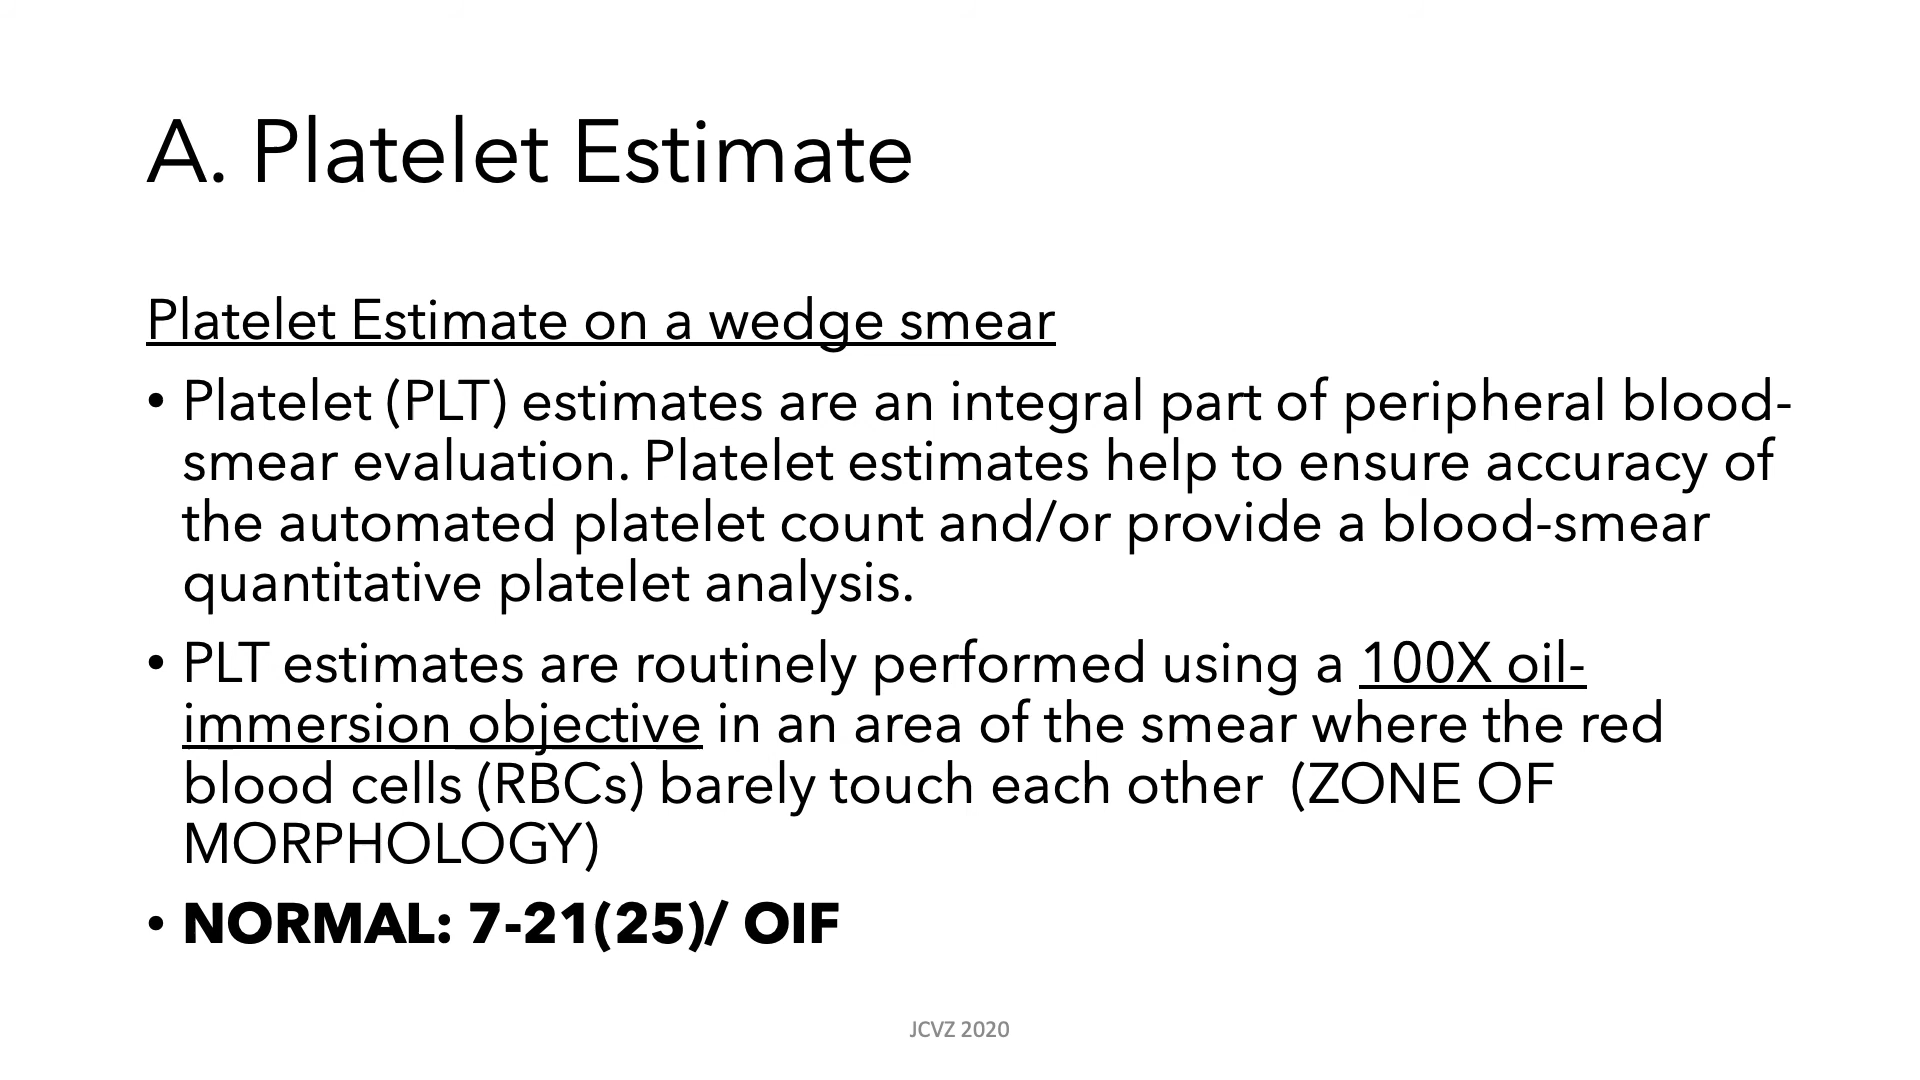 A. Platelet Estimate
Platelet Estimate on a wedge smear
• Platelet (PLT) estimates are an integral part of peripheral blood-
smear evaluation. Platelet estimates help to ensure accuracy of
the automated platelet count and/or provide a blood-smear
quantitative platelet analysis.
• PLT estimates are routinely performed using a 100X oil-
immersion objective in an area of the smear where the red
blood cells (RBCs) barely touch each other  (ZONE OF
MORPHOLOGY)
• NORMAL: 7-21(25)/ OIF
JCVZ 2020